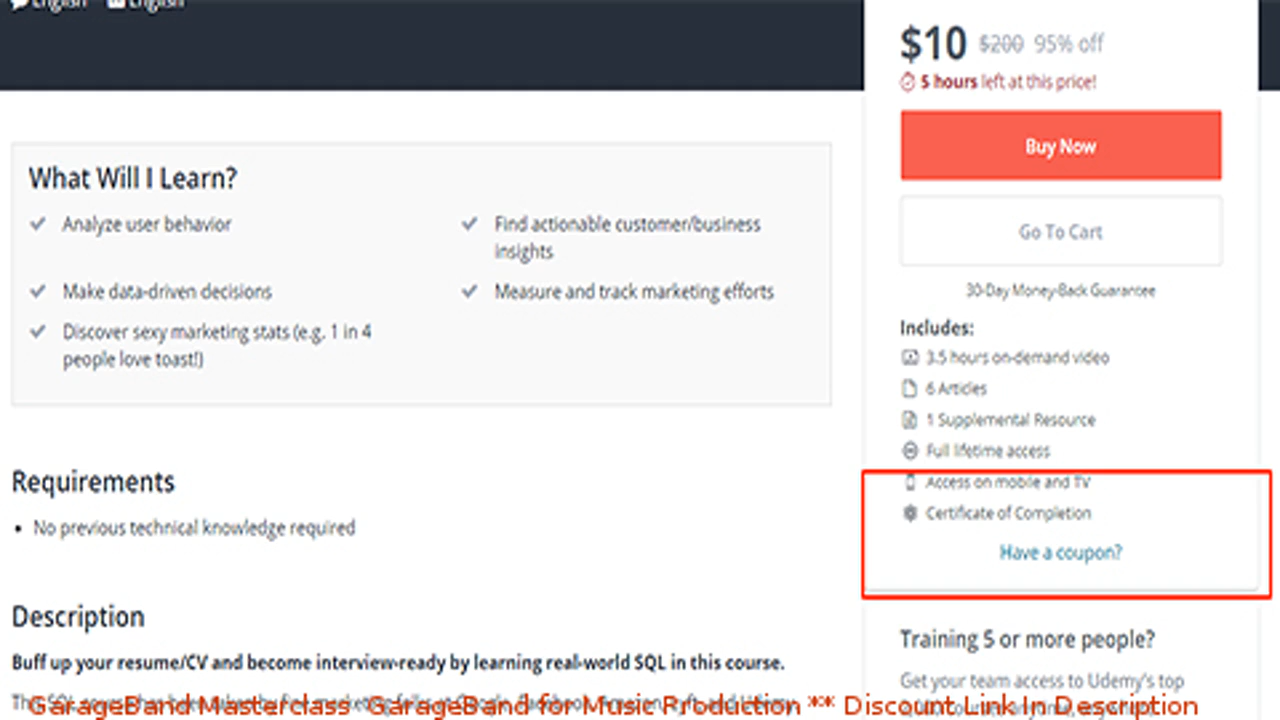 English English
$10 $200 95% off
5 hours left at this price!
Buy Now
Go To Cart
30-Day Money-Back Guarantee
Includes:
3.5 hours on-demand video
6 Articles
1 Supplemental Resource
Full lifetime access
Access on mobile and TV
Certificate of Completion
Have a coupon?
Training 5 or more people?
Get your team access to Udemy's top
What Will I Learn?
Analyze user behavior
Find actionable customer/business
insights
Make data-driven decisions
Measure and track marketing efforts
Discover sexy marketing stats (e.g. 1 in 4
people love toast!)
Requirements
• No previous technical knowledge required
Description
Buff up your resume/CV and become interview-ready by learning real-world SQL in this course.
GarageBand Masterclass GarageBand for Music Production ** Discount Link In Description